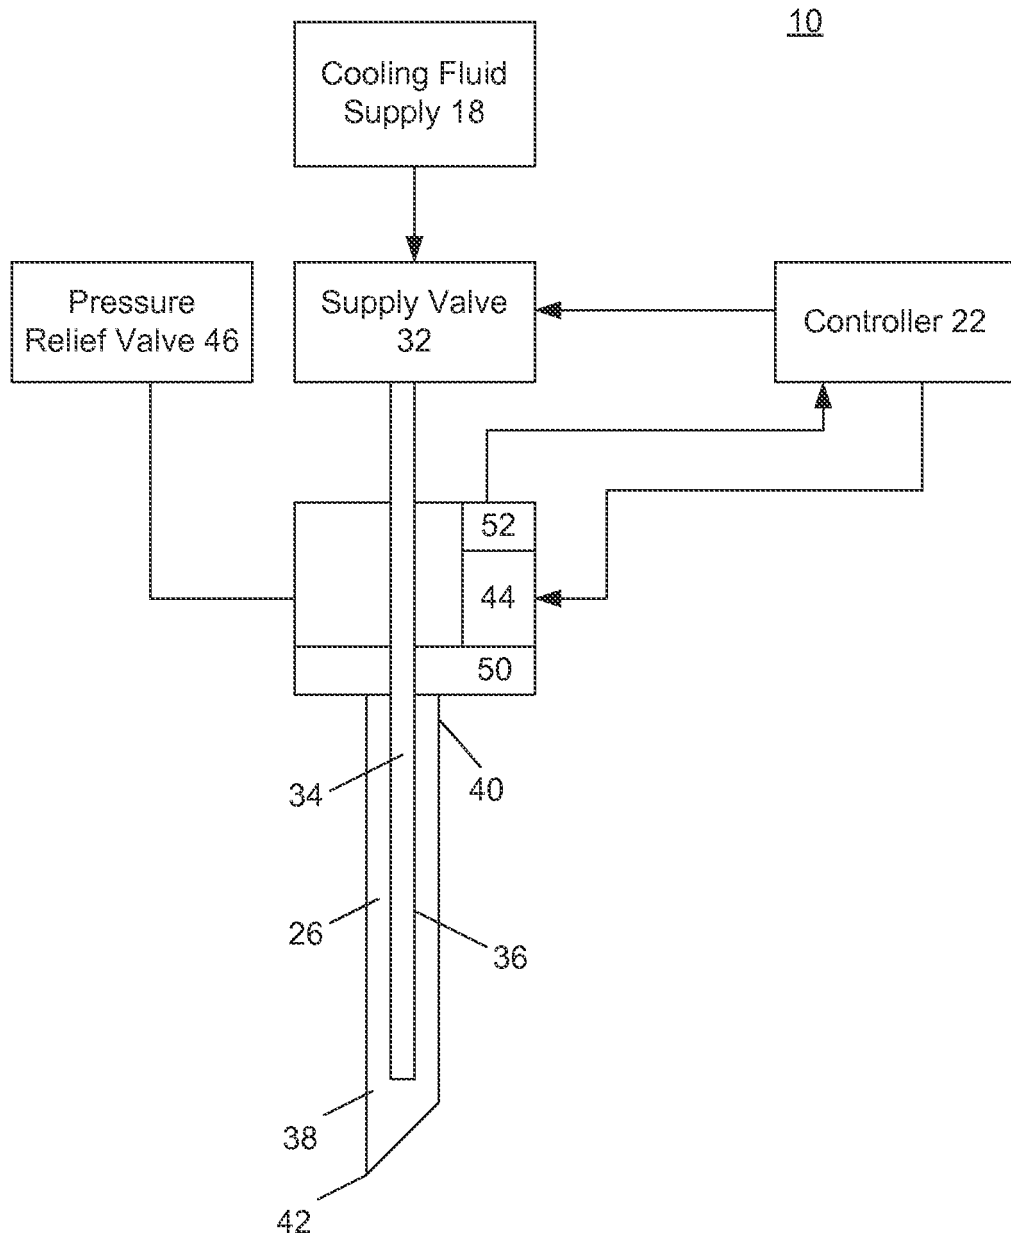 10
Cooling Fluid
Supply 18
Pressure
Relief Valve 46
Supply Valve
32
Controller 22
52
44
50
34
40
26
36
38
42